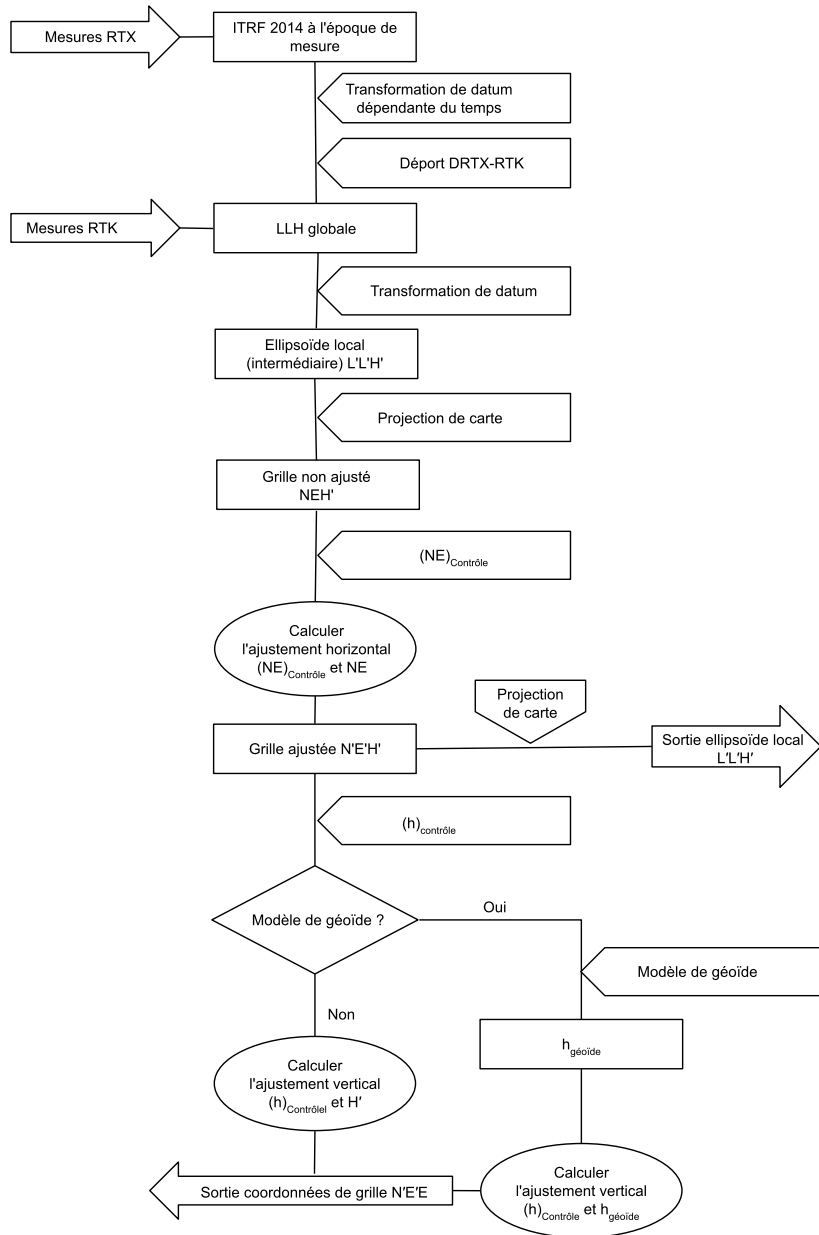 Mesures RTX
ITRF 2014 à l'époque de
mesure
Transformation de datum
dépendante du temps
Déport DRTX-RTK
Mesures RTK
LLH globale
Transformation de datum
Ellipsoïde local
(intermédiaire) L'L'H'
Projection de carte
Grille non ajusté
NEH'
(NE)Contrôle
Calculer
l'ajustement horizontal
(NE)Contrôle et NE
Projection
de carte
Grille ajustée N'E'H'
Sortie ellipsoïde local
L'L'H'
(h)contrôle
Modèle de géoïde ?
Oui
Modèle de géoïde
Non
hgéoïde
Calculer
l'ajustement vertical
(h)Contrôlel et H'
Calculer
l'ajustement vertical
(h)Contrôle et hgéoïde
Sortie coordonnées de grille N'E'E